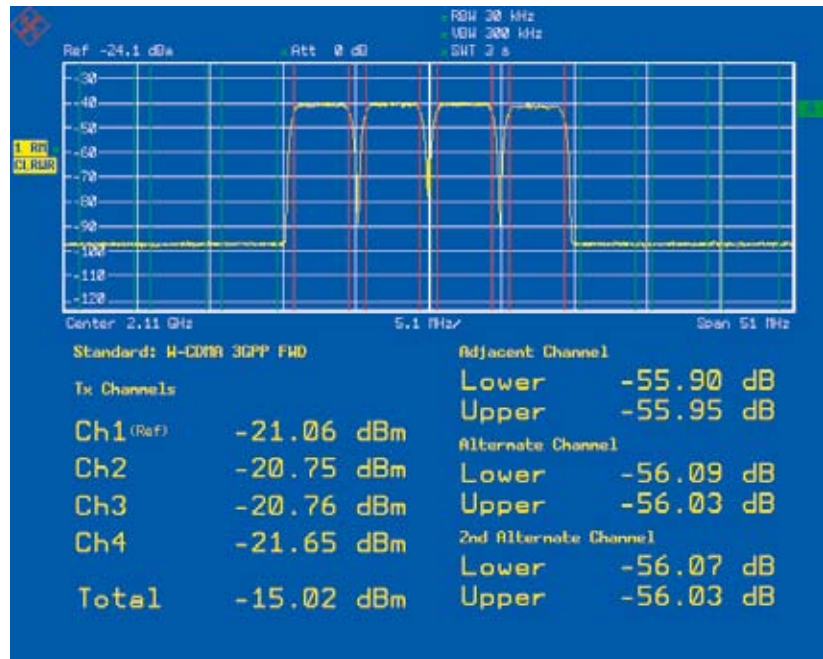 RBW 30 kHz
VBW 300 kHz
Ref -24.1 dBm Att 0 dB SWT 3 s
-30
-40
A
-50
1 RM
-60
CLRWR
-70
-80
-90
-100
-110
-120
Center 2.11 GHz 5.1 MHz/ Span 51 MHz
Standard: W-CDMA 3GPP FWD
Tx Channels
Ch1 (Ref) -21.06 dBm
Ch2 -20.75 dBm
Ch3 -20.76 dBm
Ch4 -21.65 dBm
Total -15.02 dBm
Adjacent Channel
Lower -55.90 dB
Upper -55.95 dB
Alternate Channel
Lower -56.09 dB
Upper -56.03 dB
2nd Alternate Channel
Lower -56.07 dB
Upper -56.03 dB